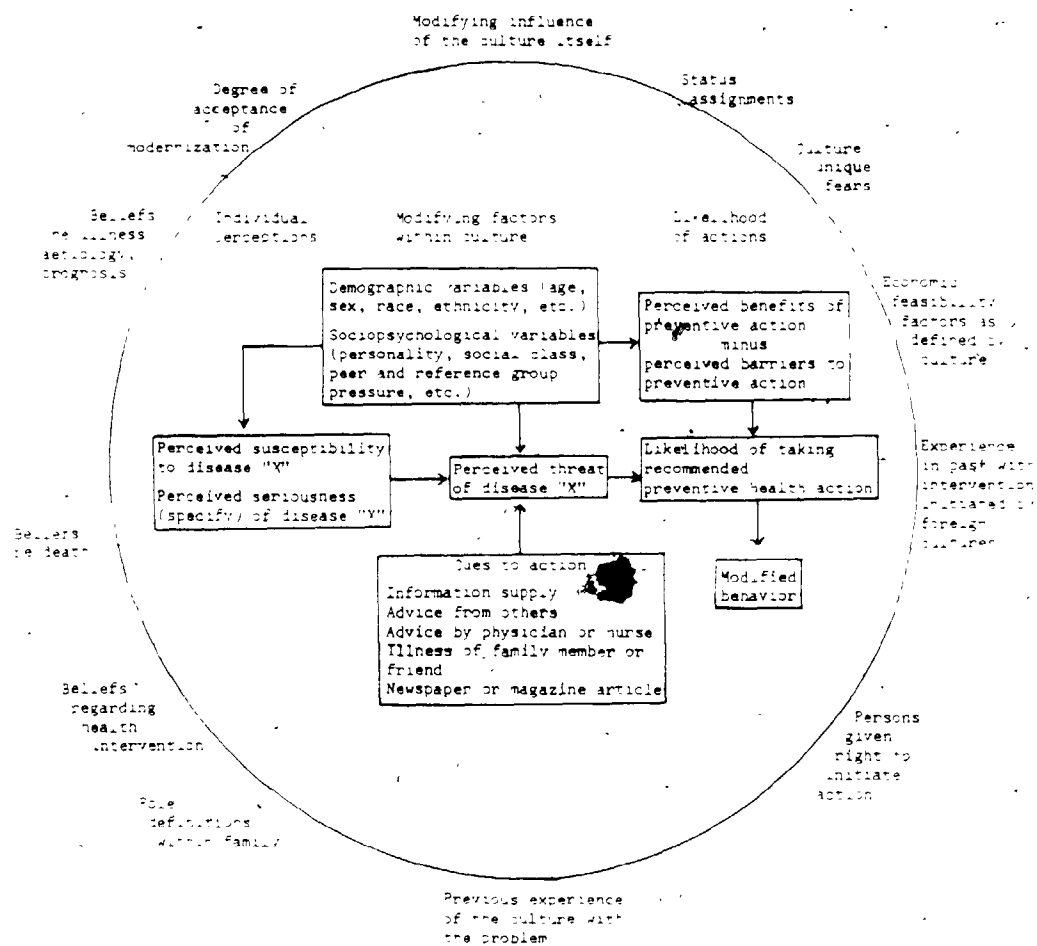 Modifying influence
of the culture itself
Status
assignments
Degree of
acceptance
of
modernization
Culture
unique
fears
Beliefs
re illness
aetiology,
prognosis
Individual
perceptions
Modifying factors
within culture
Likelihood
of actions
Economic
feasibility
factors as
defined by
culture
Demographic variables (age,
sex, race, ethnicity, etc.)
Sociopsychological variables
(personality, social class,
peer and reference group
pressure, etc.)
Perceived benefits of
preventive action
minus
perceived barriers to
preventive action
Perceived susceptibility
to disease "X"
Perceived seriousness
(specify) of disease "Y"
Perceived threat
of disease "X"
Likelihood of taking
recommended
preventive health action
Experience
in past with
intervention
initiated by
foreign
cultures
Beliefs
re death
Cues to action
Information supply
Advice from others
Advice by physician or nurse
Illness of family member or
friend
Newspaper or magazine article
Modified
behavior
Beliefs
regarding
health
intervention
Persons
given
right to
initiate
action
Role
definitions
within family
Previous experience
of the culture with
the problem